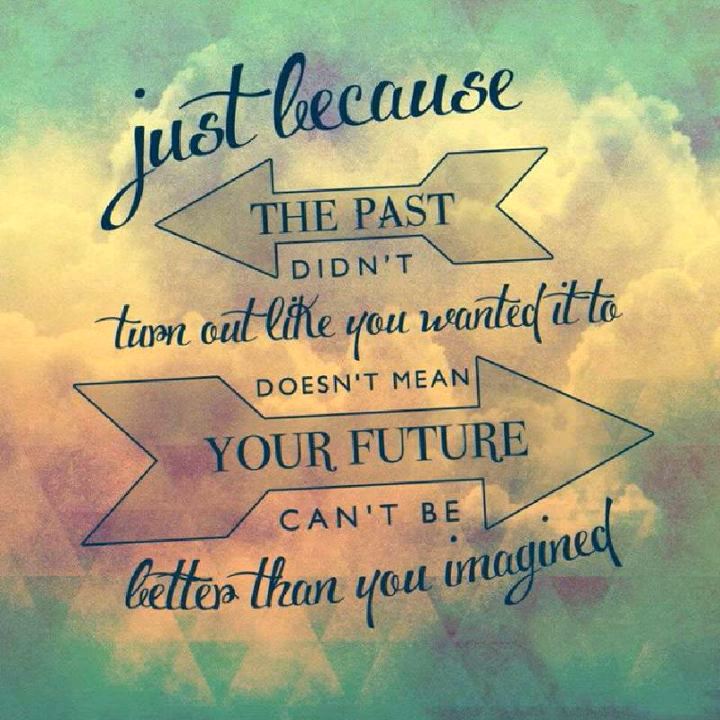 just because
THE PAST
DIDN'T
turn out like you wanted it to
DOESN'T MEAN
YOUR FUTURE
CAN'T BE
better than you imagined